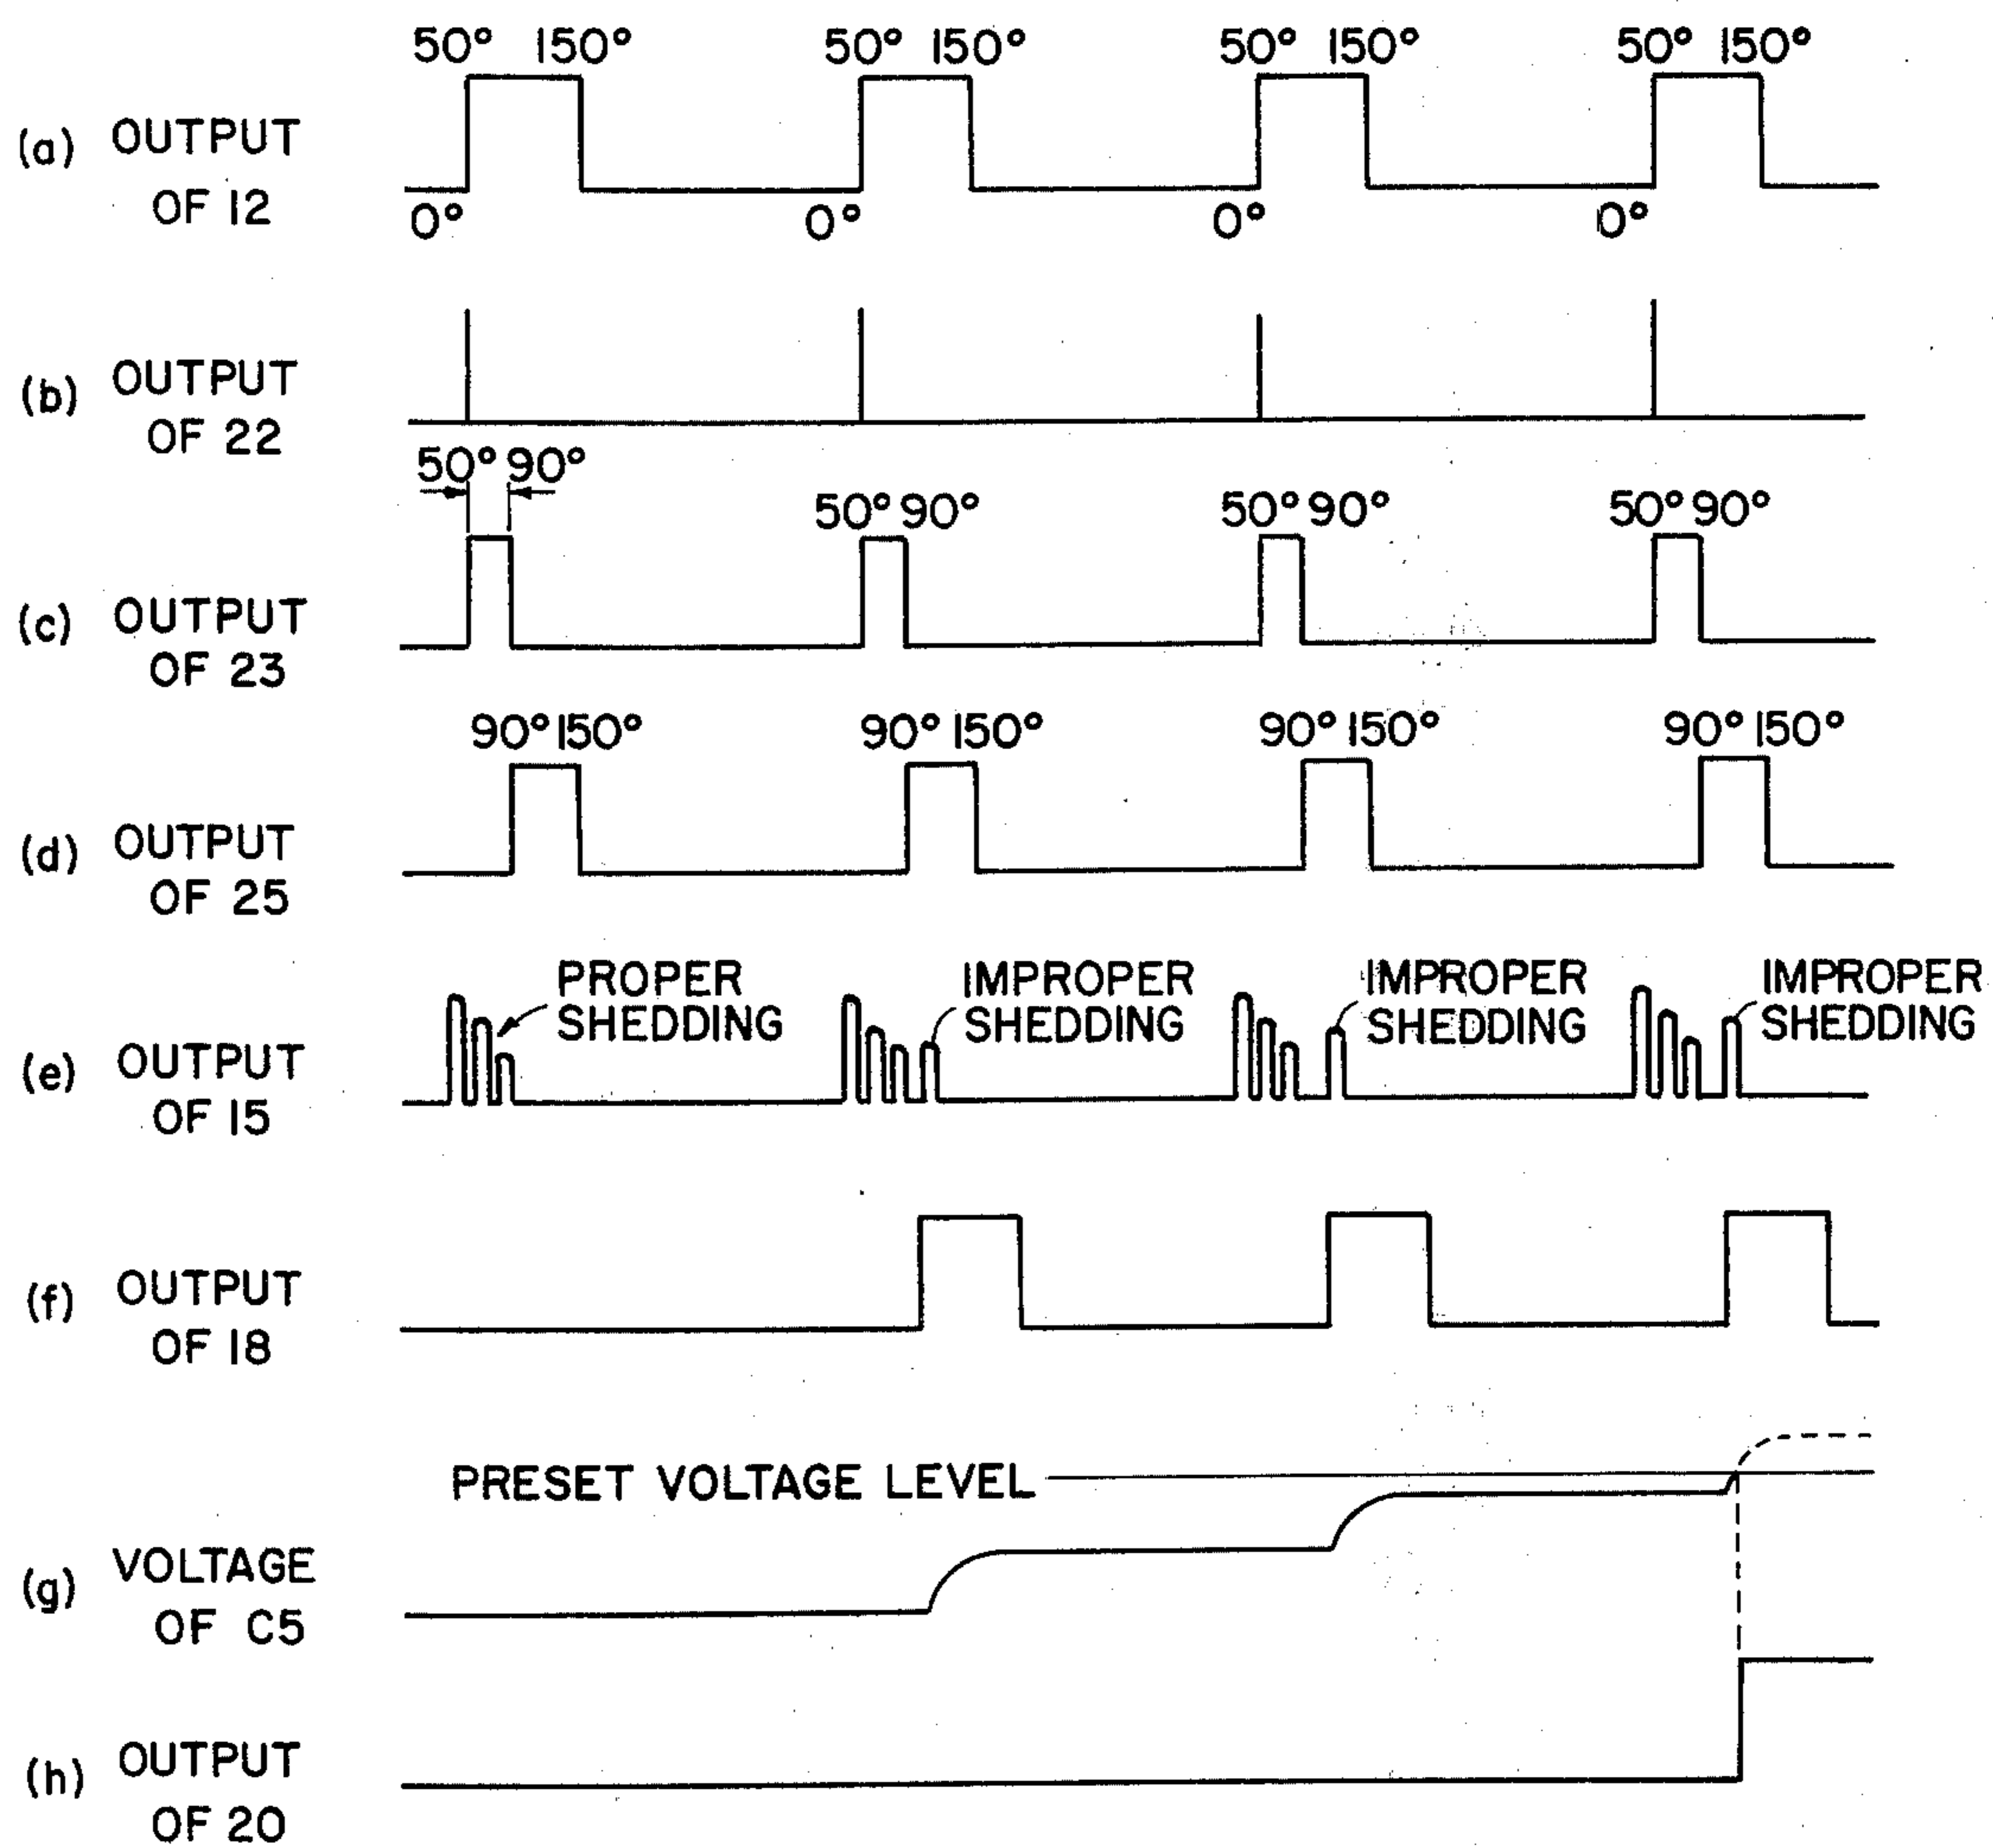 50° 150° 50° 150° 50° 150° 50° 150°
(a) OUTPUT
OF 12
0° 0° 0° 0°
(b) OUTPUT
OF 22
50° 90°
50° 90° 50° 90° 50° 90°
(c) OUTPUT
OF 23
90° 150° 90° 150° 90° 150° 90° 150°
(d) OUTPUT
OF 25
PROPER IMPROPER IMPROPER IMPROPER
SHEDDING SHEDDING SHEDDING SHEDDING
(e) OUTPUT
OF 15
(f) OUTPUT
OF 18
PRESET VOLTAGE LEVEL
(g) VOLTAGE
OF C5
(h) OUTPUT
OF 20